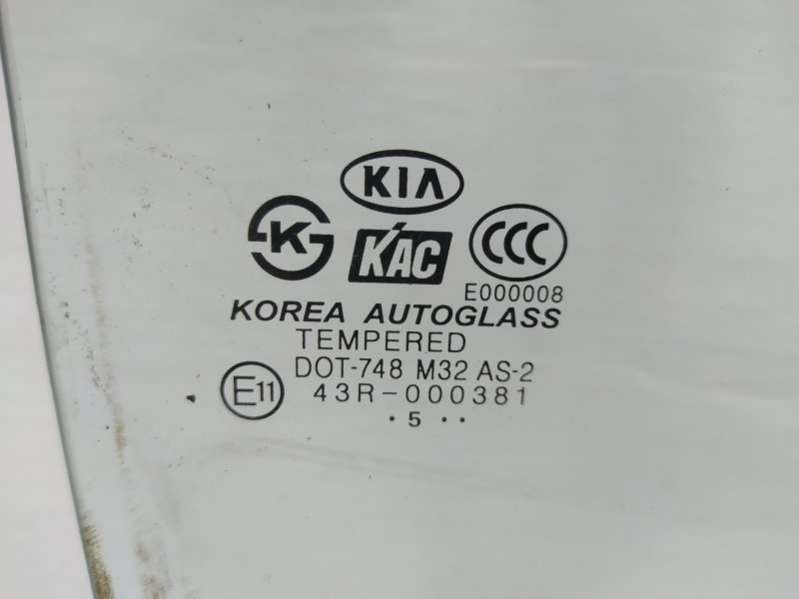 KIA
K
KAC
CCC
E000008
KOREA AUTOGLASS
TEMPERED
DOT-748 M32 AS-2
E11
43R-000381
· 5 · ·